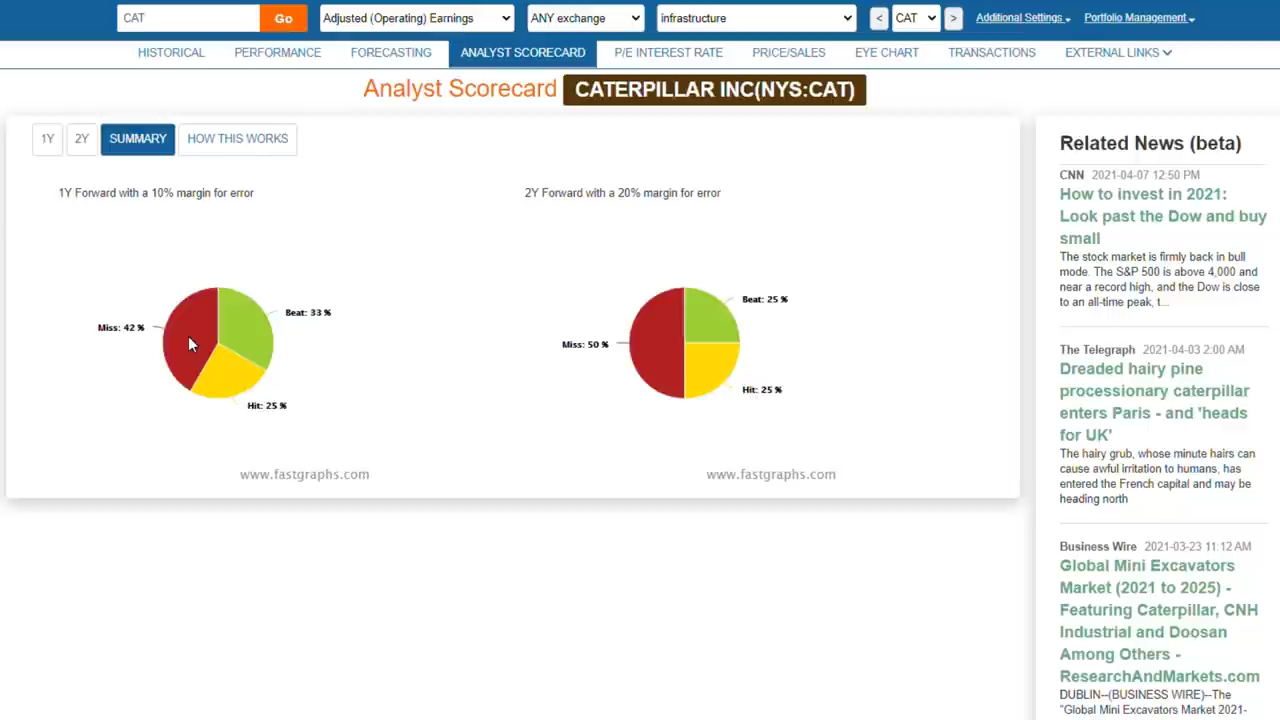 CAT Go Adjusted (Operating) Earnings ANY exchange infrastructure < CAT > Additional Settings Portfolio Management
HISTORICAL PERFORMANCE FORECASTING ANALYST SCORECARD P/E INTEREST RATE PRICE/SALES EYE CHART TRANSACTIONS EXTERNAL LINKS
Analyst Scorecard CATERPILLAR INC(NYS:CAT)
1Y 2Y SUMMARY HOW THIS WORKS
1Y Forward with a 10% margin for error
Miss: 42 %
Beat: 33 %
Hit: 25 %
www.fastgraphs.com
2Y Forward with a 20% margin for error
Beat: 25 %
Miss: 50 %
Hit: 25 %
www.fastgraphs.com
Related News (beta)
CNN 2021-04-07 12:50 PM
How to invest in 2021:
Look past the Dow and buy
small
The stock market is firmly back in bull
mode. The S&P 500 is above 4,000 and
near a record high, and the Dow is close
to an all-time peak, t...
The Telegraph 2021-04-03 2:00 AM
Dreaded hairy pine
processionary caterpillar
enters Paris - and 'heads
for UK'
The hairy grub, whose minute hairs can
cause awful irritation to humans, has
entered the French capital and may be
heading north
Business Wire 2021-03-23 11:12 AM
Global Mini Excavators
Market (2021 to 2025) -
Featuring Caterpillar, CNH
Industrial and Doosan
Among Others -
ResearchAndMarkets.com
DUBLIN--(BUSINESS WIRE)--The
"Global Mini Excavators Market 2021-